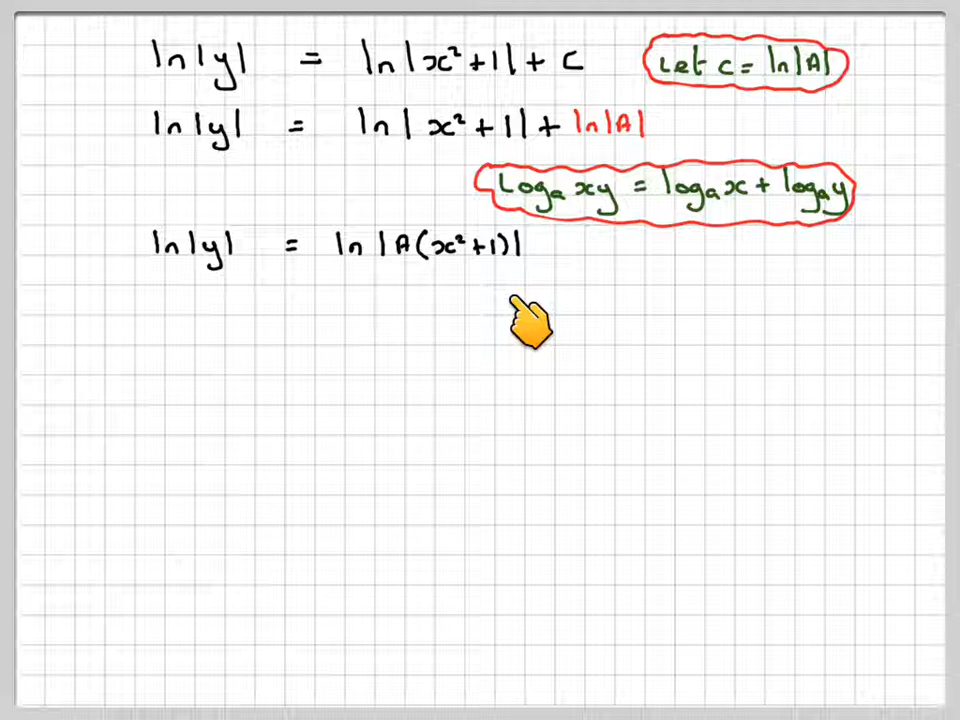 ln|y| = ln|x²+1| + c   Let c = ln|A|
ln|y| = ln|x²+1| + ln|A|
Logₐ xy = logₐ x + logₐ y
ln|y| = ln|A(x²+1)|